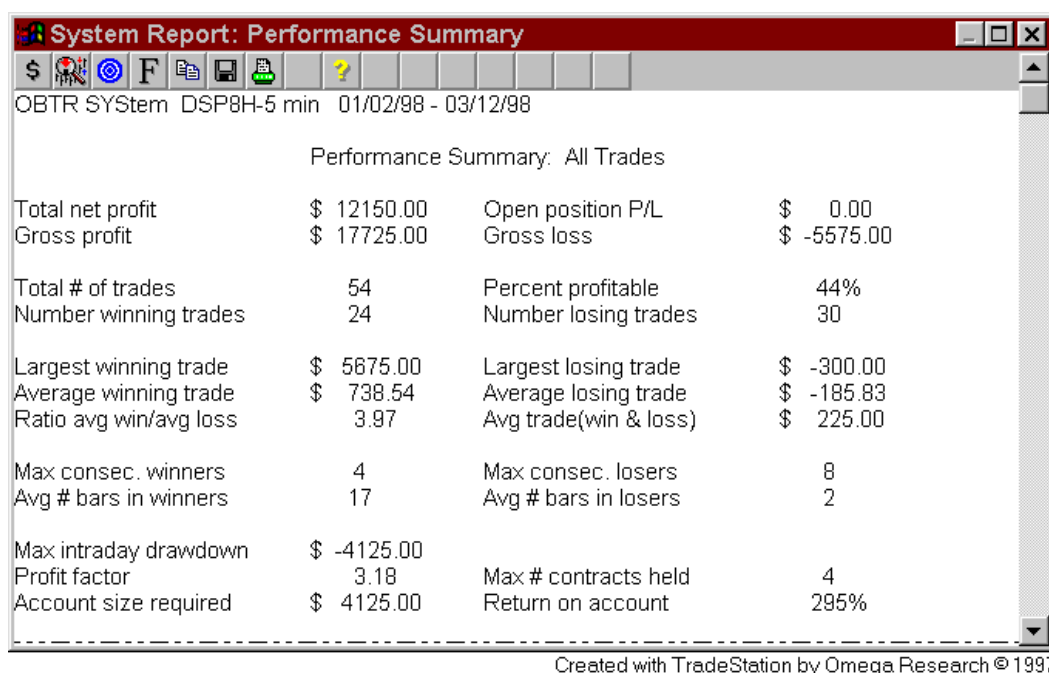 System Report: Performance Summary
$ F ?
OBTR SYStem DSP8H-5 min 01/02/98 - 03/12/98
Performance Summary: All Trades
Total net profit $ 12150.00 Open position P/L $ 0.00
Gross profit $ 17725.00 Gross loss $ -5575.00
Total # of trades 54 Percent profitable 44%
Number winning trades 24 Number losing trades 30
Largest winning trade $ 5675.00 Largest losing trade $ -300.00
Average winning trade $ 738.54 Average losing trade $ -185.83
Ratio avg win/avg loss 3.97 Avg trade(win & loss) $ 225.00
Max consec. winners 4 Max consec. losers 8
Avg # bars in winners 17 Avg # bars in losers 2
Max intraday drawdown $ -4125.00
Profit factor 3.18 Max # contracts held 4
Account size required $ 4125.00 Return on account 295%
Created with TradeStation by Omega Research © 1997